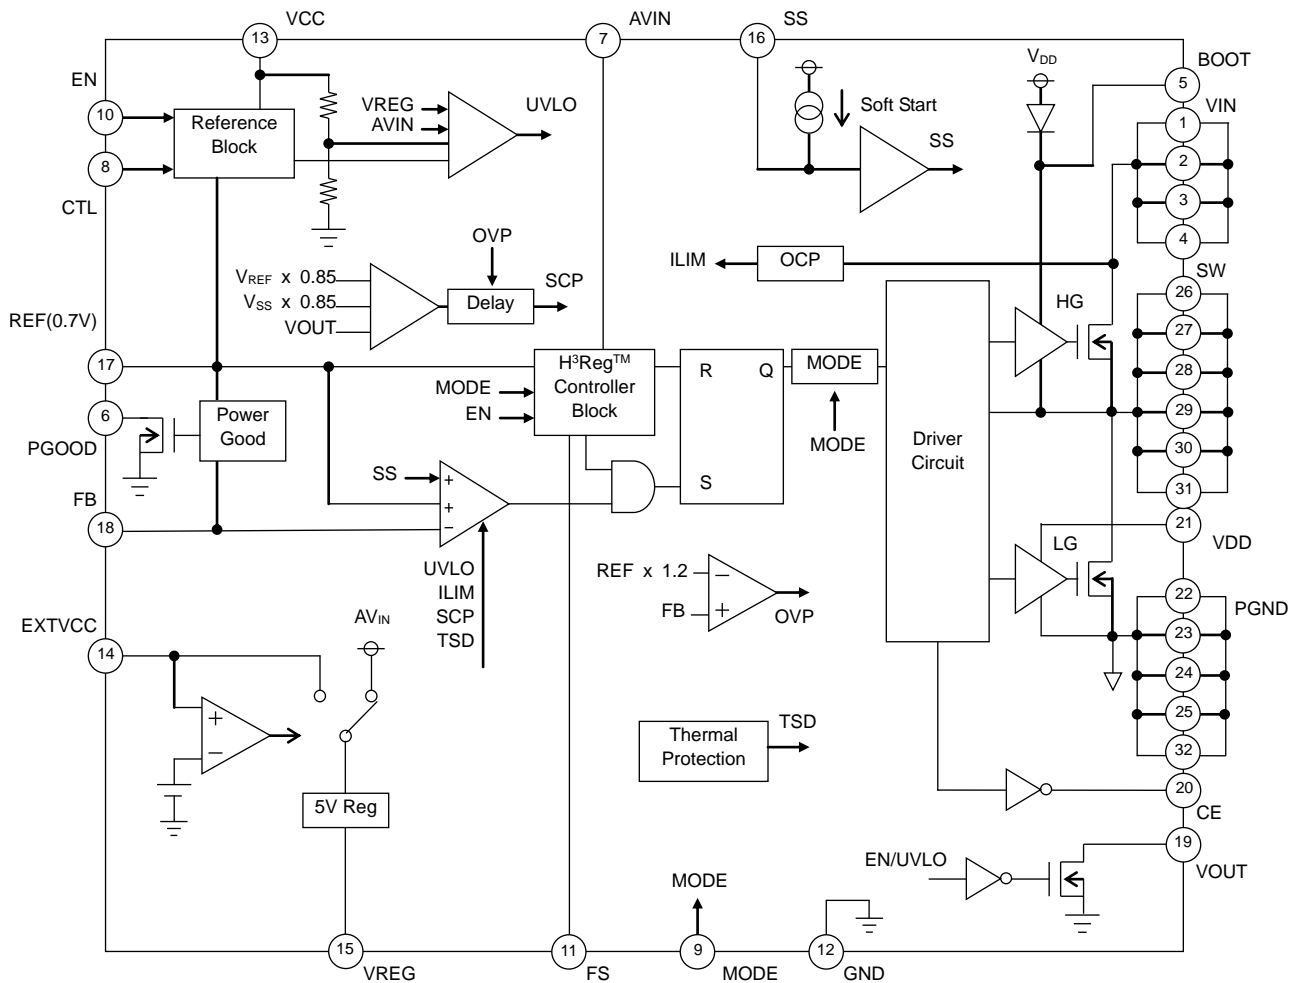 VCC
AVIN
SS
13
7
16
V_DD
BOOT
5
EN
10
VIN
1
Reference
Block
VREG
AVIN
UVLO
Soft Start
SS
2
8
3
CTL
4
OVP
ILIM
OCP
SW
V_REF x 0.85
SCP
26
V_SS x 0.85
Delay
HG
VOUT
27
REF(0.7V)
17
H³Reg™
Controller
Block
R
Q
MODE
28
MODE
EN
6
Power
Good
29
PGOOD
MODE
Driver
Circuit
30
SS
+
+
−
S
31
FB
18
21
VDD
LG
UVLO
ILIM
SCP
TSD
REF x 1.2
−
FB
+
OVP
22
PGND
23
EXTVCC
14
AV_IN
24
+
−
25
Thermal
Protection
TSD
32
5V Reg
20
CE
19
VOUT
EN/UVLO
MODE
15
VREG
11
FS
9
MODE
12
GND